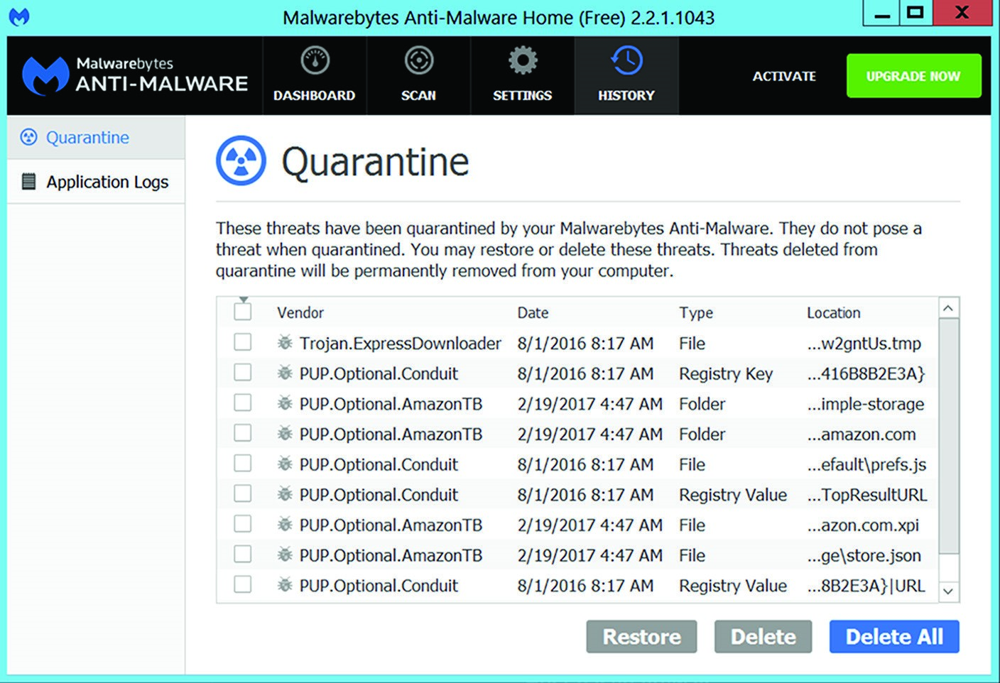 Malwarebytes Anti-Malware Home (Free) 2.2.1.1043
Malwarebytes
ANTI-MALWARE
DASHBOARD
SCAN
SETTINGS
HISTORY
ACTIVATE
UPGRADE NOW
Quarantine
Application Logs
Quarantine
These threats have been quarantined by your Malwarebytes Anti-Malware. They do not pose a
threat when quarantined. You may restore or delete these threats. Threats deleted from
quarantine will be permanently removed from your computer.
Vendor Date Type Location
Trojan.ExpressDownloader 8/1/2016 8:17 AM File ...w2gntUs.tmp
PUP.Optional.Conduit 8/1/2016 8:17 AM Registry Key ...416B8B2E3A}
PUP.Optional.AmazonTB 2/19/2017 4:47 AM Folder ...imple-storage
PUP.Optional.AmazonTB 2/19/2017 4:47 AM Folder ...amazon.com
PUP.Optional.Conduit 8/1/2016 8:17 AM File ...efault\prefs.js
PUP.Optional.Conduit 8/1/2016 8:17 AM Registry Value ...TopResultURL
PUP.Optional.AmazonTB 2/19/2017 4:47 AM File ...azon.com.xpi
PUP.Optional.AmazonTB 2/19/2017 4:47 AM File ...ge\store.json
PUP.Optional.Conduit 8/1/2016 8:17 AM Registry Value ...8B2E3A}|URL
Restore
Delete
Delete All